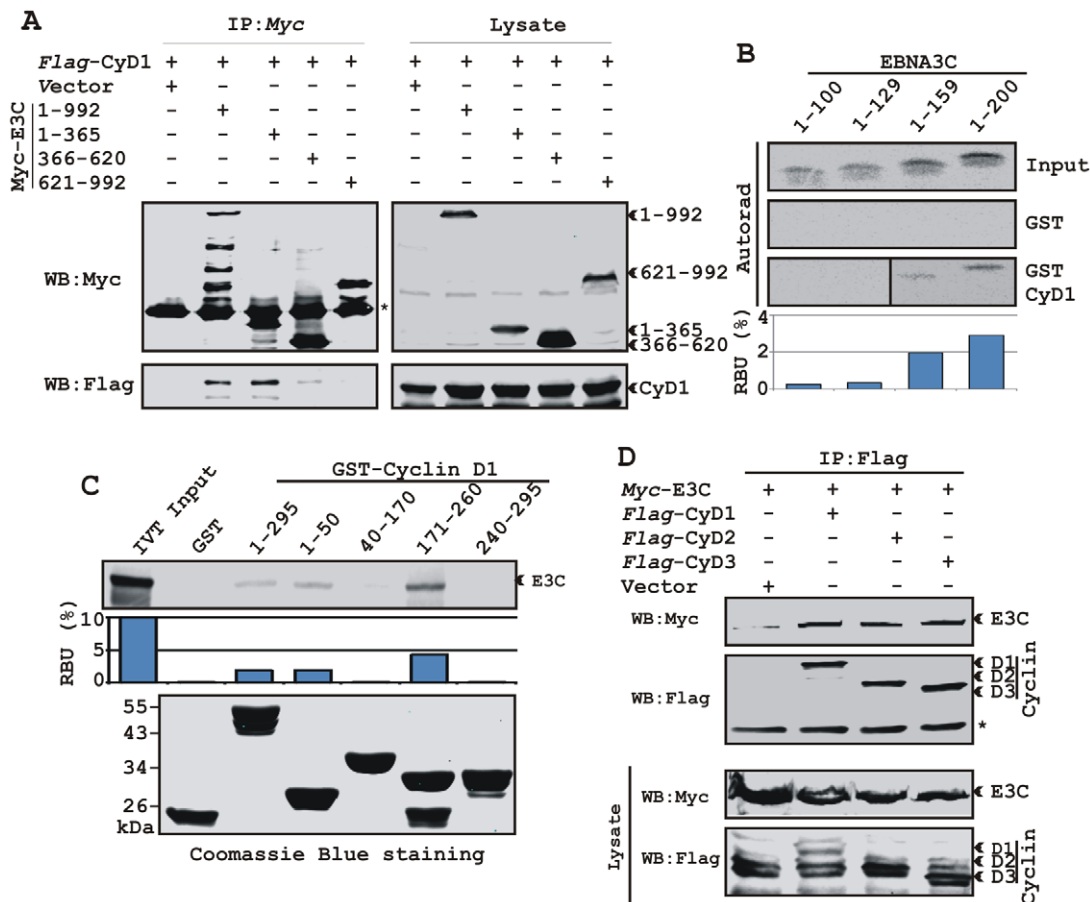 A
IP:Myc
Lysate
Flag-CyD1 + + + + + + + + + +
Vector + – – – – + – – – –
Myc-E3C
1–992 – + – – – – + – – –
1–365 – – + – – – – + – –
366–620 – – – + – – – – + –
621–992 – – – – + – – – – +
WB:Myc
*
1–992
621–992
1–365
366–620
WB:Flag
CyD1
B
EBNA3C
1–100 1–129 1–159 1–200
Autorad
Input
GST
GST
CyD1
RBU (%)
4
2
0
C
GST-Cyclin D1
IVT Input GST 1–295 1–50 40–170 171–260 240–295
E3C
RBU (%)
10
5
0
55
43
34
26
kDa
Coomassie Blue staining
D
IP:Flag
Myc-E3C + + + +
Flag-CyD1 – + – –
Flag-CyD2 – – + –
Flag-CyD3 – – – +
Vector + – – –
WB:Myc
E3C
WB:Flag
D1
D2
D3
Cyclin
*
Lysate
WB:Myc
E3C
WB:Flag
D1
D2
D3
Cyclin